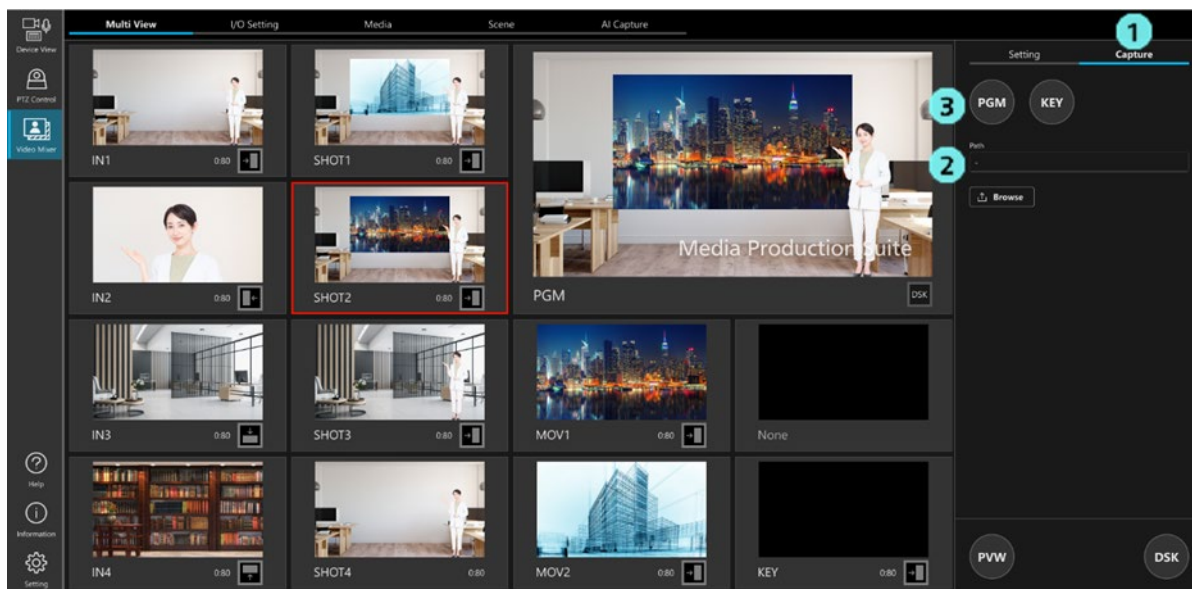 Multi View
I/O Setting
Media
Scene
AI Capture
Device View
PTZ Control
Video Mixer
Help
Information
Setting
IN1 0:80
SHOT1 0:80
IN2 0:80
SHOT2 0:80
Media Production Suite
PGM DSK
IN3 0:80
SHOT3 0:80
MOV1 0:80
None
IN4 0:80
SHOT4 0:80
MOV2 0:80
KEY 0:80
1
Setting
Capture
3
PGM
KEY
Path
2
-
Browse
PVW
DSK